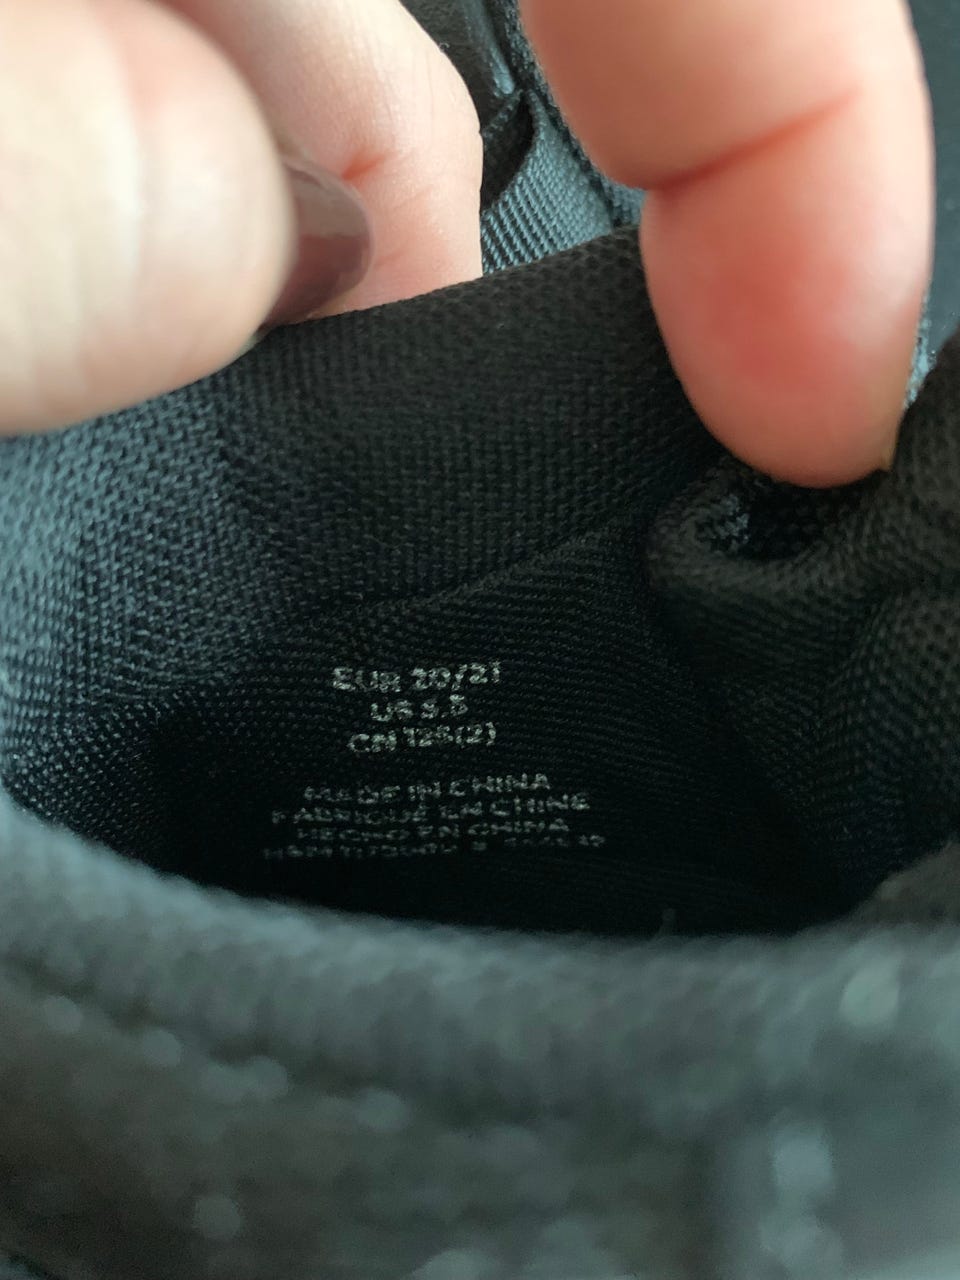 EUR 20/21
US 5.5
CN 125(2)
MADE IN CHINA
FABRIQUE EN CHINE
HECHO EN CHINA